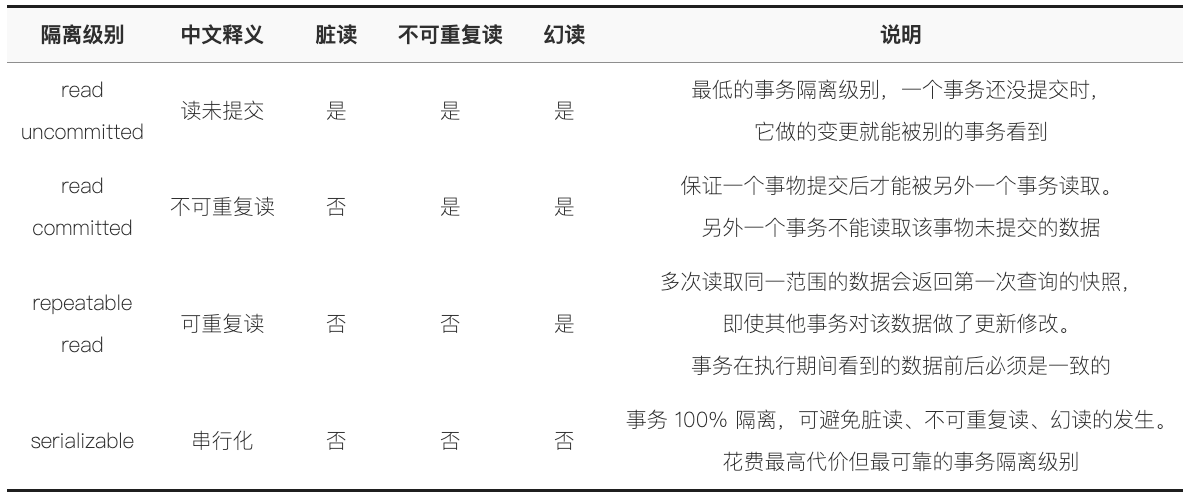 隔离级别 中文释义 脏读 不可重复读 幻读 说明
read
uncommitted
读未提交 是 是 是
最低的事务隔离级别，一个事务还没提交时，
它做的变更就能被别的事务看到
read
committed
不可重复读 否 是 是
保证一个事物提交后才能被另外一个事务读取。
另外一个事务不能读取该事物未提交的数据
repeatable
read
可重复读 否 否 是
多次读取同一范围的数据会返回第一次查询的快照，
即使其他事务对该数据做了更新修改。
事务在执行期间看到的数据前后必须是一致的
serializable 串行化 否 否 否
事务 100% 隔离，可避免脏读、不可重复读、幻读的发生。
花费最高代价但最可靠的事务隔离级别